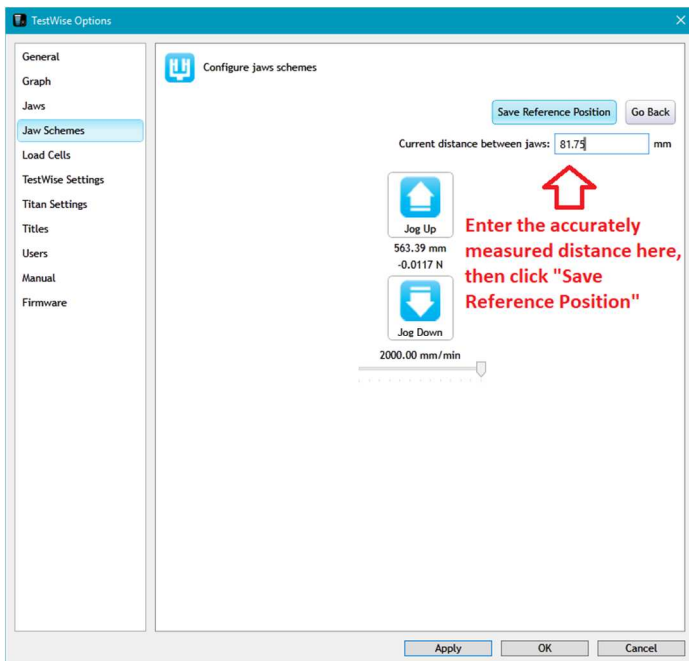 TestWise Options
General
Graph
Jaws
Jaw Schemes
Load Cells
TestWise Settings
Titan Settings
Titles
Users
Manual
Firmware
Configure jaws schemes
Save Reference Position
Go Back
Current distance between jaws: 81.75 mm
Jog Up
563.39 mm
-0.0117 N
Jog Down
2000.00 mm/min
Enter the accurately
measured distance here,
then click "Save
Reference Position"
Apply
OK
Cancel